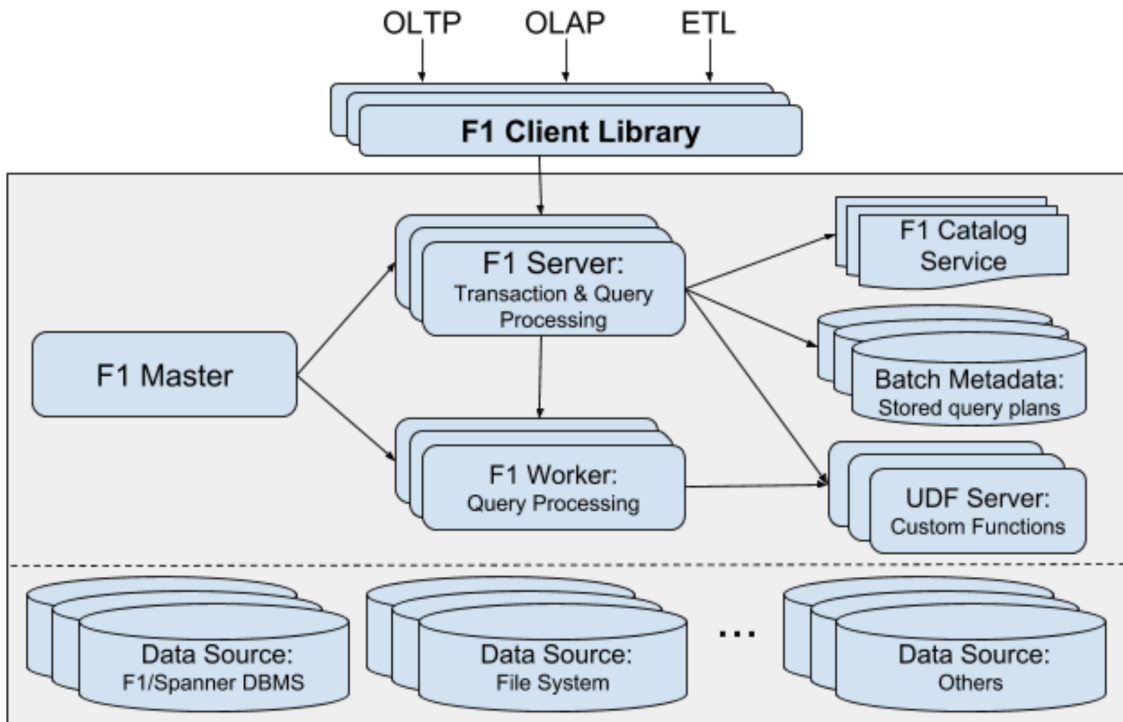 OLTP OLAP ETL
F1 Client Library
F1 Server:
Transaction & Query
Processing
F1 Catalog
Service
F1 Master
Batch Metadata:
Stored query plans
F1 Worker:
Query Processing
UDF Server:
Custom Functions
Data Source:
F1/Spanner DBMS
Data Source:
File System
...
Data Source:
Others